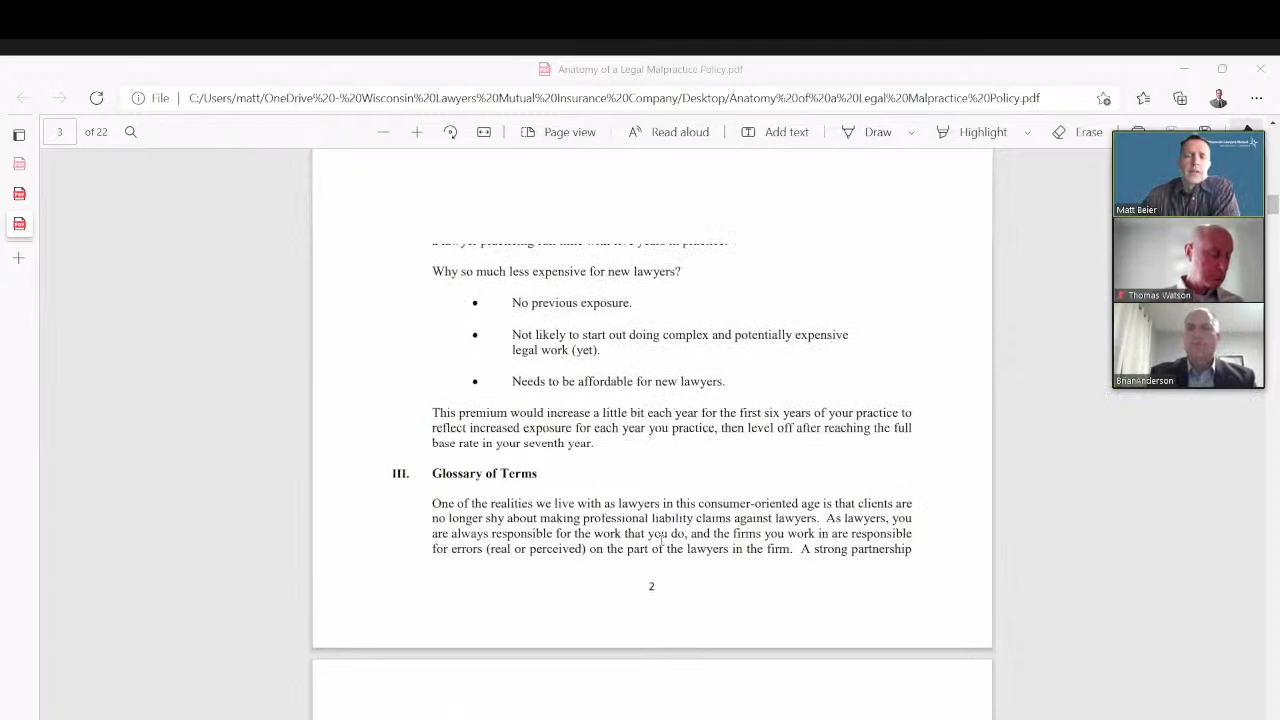 Anatomy of a Legal Malpractice Policy.pdf
File
C:/Users/matt/OneDrive%20-%20Wisconsin%20Lawyers%20Mutual%20Insurance%20Company/Desktop/Anatomy%20of%20a%20Legal%20Malpractice%20Policy.pdf
3 of 22
Page view
Read aloud
Add text
Draw
Highlight
Erase
Matt Beier
Thomas Watson
BrianAnderson
Why so much less expensive for new lawyers?
• No previous exposure.
• Not likely to start out doing complex and potentially expensive
legal work (yet).
• Needs to be affordable for new lawyers.
This premium would increase a little bit each year for the first six years of your practice to
reflect increased exposure for each year you practice, then level off after reaching the full
base rate in your seventh year.
III. Glossary of Terms
One of the realities we live with as lawyers in this consumer-oriented age is that clients are
no longer shy about making professional liability claims against lawyers. As lawyers, you
are always responsible for the work that you do, and the firms you work in are responsible
for errors (real or perceived) on the part of the lawyers in the firm. A strong partnership
2